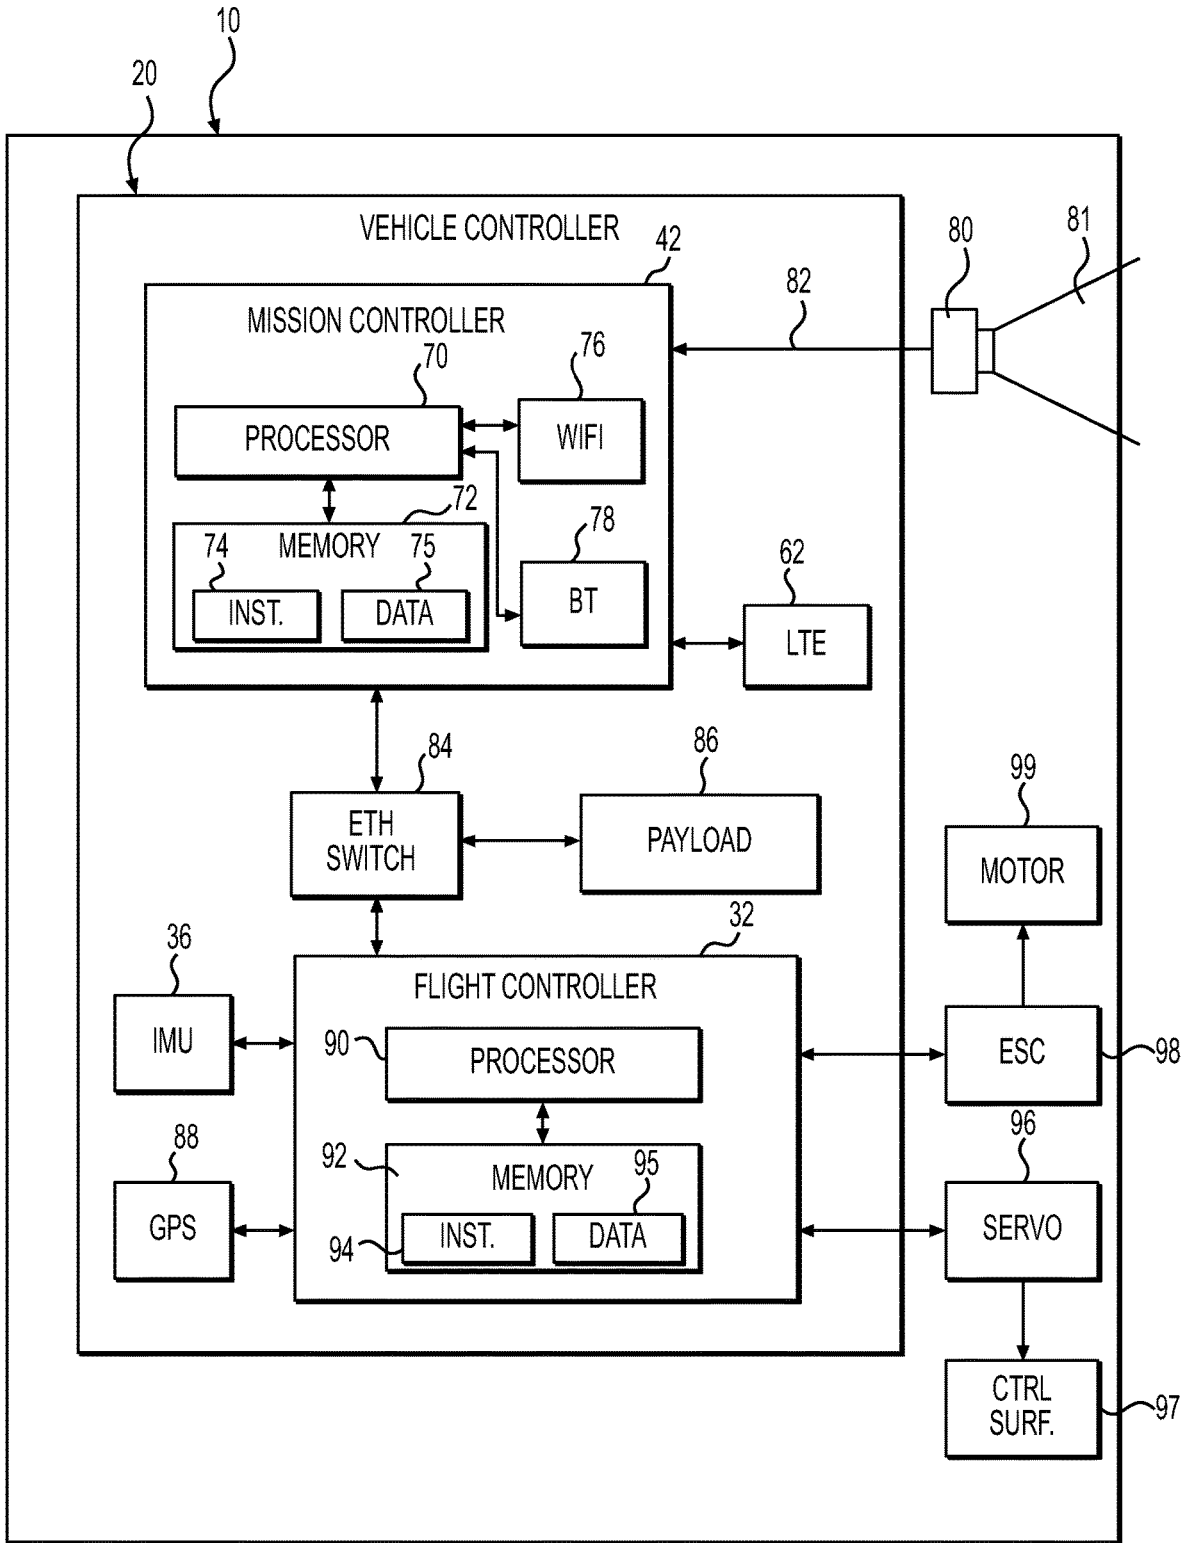 10
20
VEHICLE CONTROLLER
42
80
81
82
MISSION CONTROLLER
70
76
PROCESSOR
WIFI
72
78
74
MEMORY
75
INST.
DATA
BT
62
LTE
84
86
ETH
SWITCH
PAYLOAD
99
MOTOR
32
36
FLIGHT CONTROLLER
IMU
90
PROCESSOR
ESC
98
88
92
MEMORY
95
96
GPS
94
INST.
DATA
SERVO
CTRL
SURF.
97